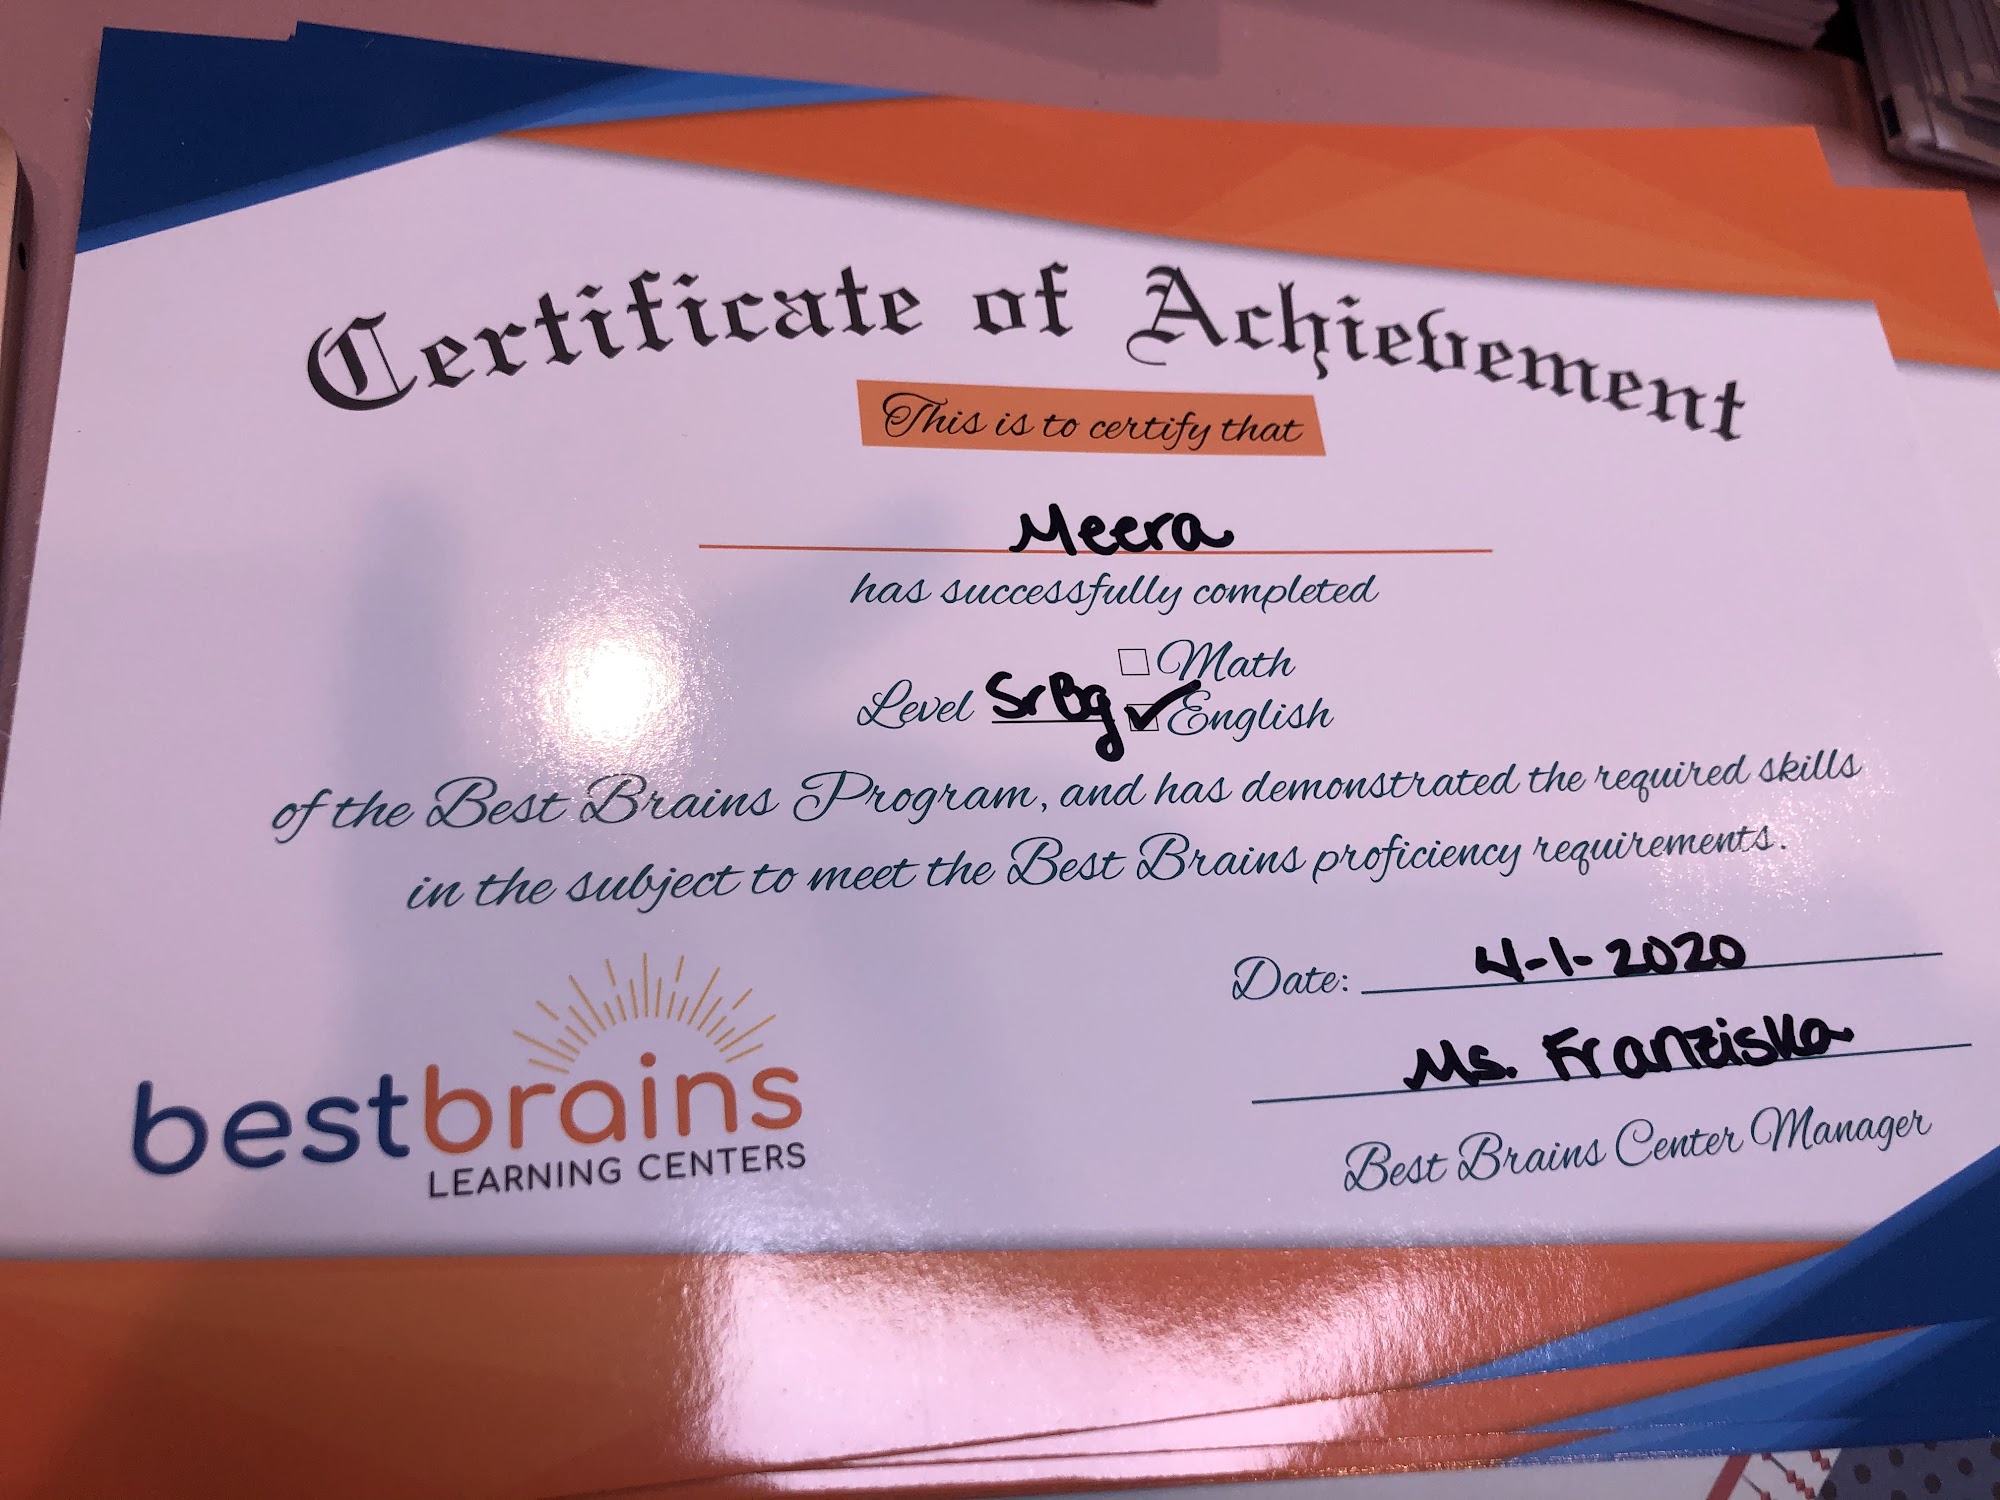 Certificate of Achievement
This is to certify that
Meera
has successfully completed
Math
Level SrBg English
of the Best Brains Program, and has demonstrated the required skills
in the subject to meet the Best Brains proficiency requirements.
Date: 4-1-2020
Ms. Franziska
Best Brains Center Manager
bestbrains
LEARNING CENTERS